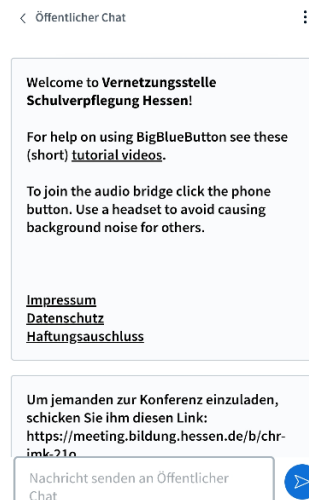 Öffentlicher Chat
Welcome to Vernetzungsstelle
Schulverpflegung Hessen!
For help on using BigBlueButton see these
(short) tutorial videos.
To join the audio bridge click the phone
button. Use a headset to avoid causing
background noise for others.
Impressum
Datenschutz
Haftungsauschluss
Um jemanden zur Konferenz einzuladen,
schicken Sie ihm diesen Link:
https://meeting.bildung.hessen.de/b/chr-
Nachricht senden an Öffentlicher
Chat